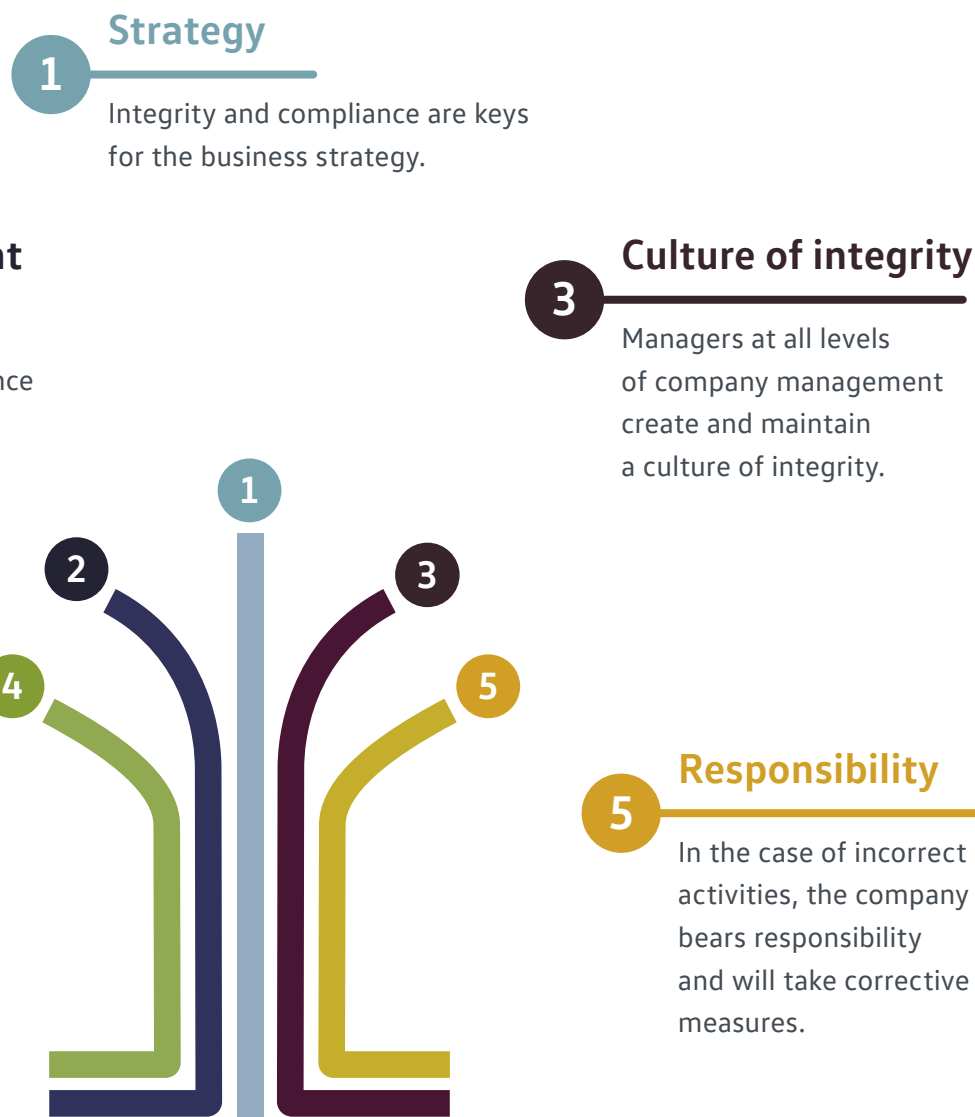 Strategy
1
Integrity and compliance are keys
for the business strategy.
nt
nce
Culture of integrity
3
Managers at all levels
of company management
create and maintain
a culture of integrity.
1
2
3
4
5
Responsibility
5
In the case of incorrect
activities, the company
bears responsibility
and will take corrective
measures.